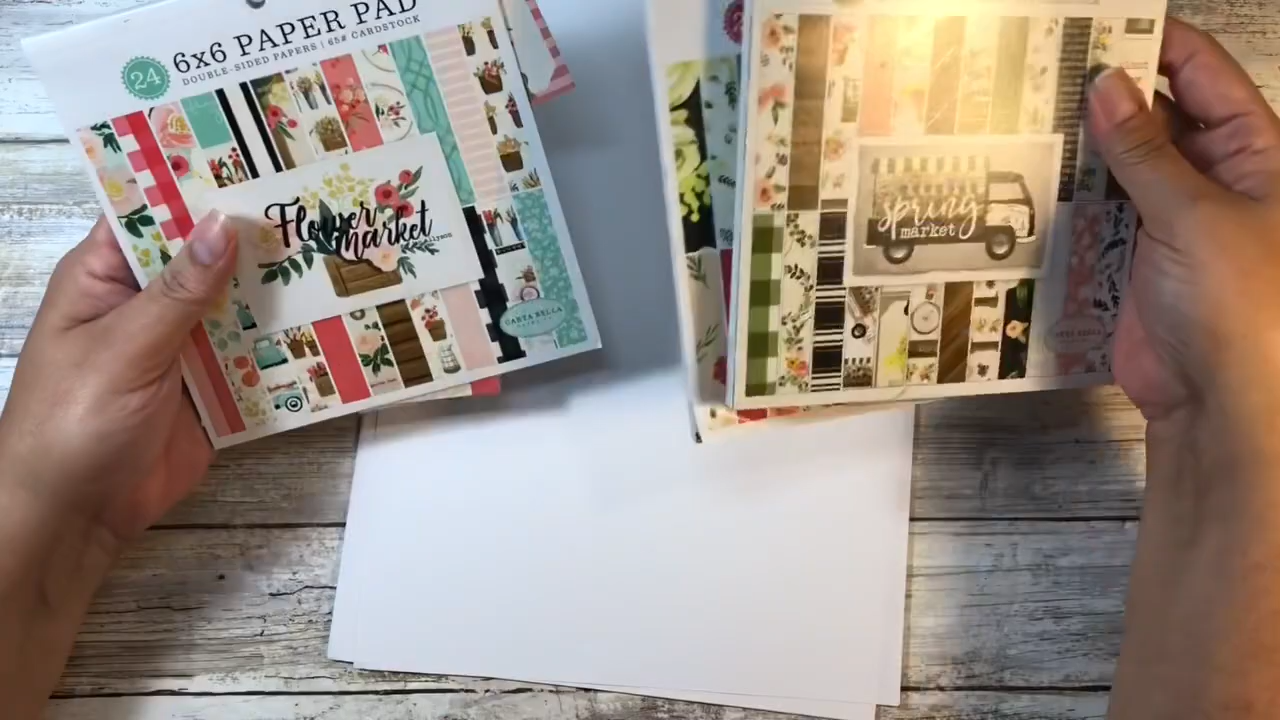 6x6 PAPER PAD
DOUBLE-SIDED PAPERS | 65# CARDSTOCK
24
Flower
market
spring
market
CARTA BELLA